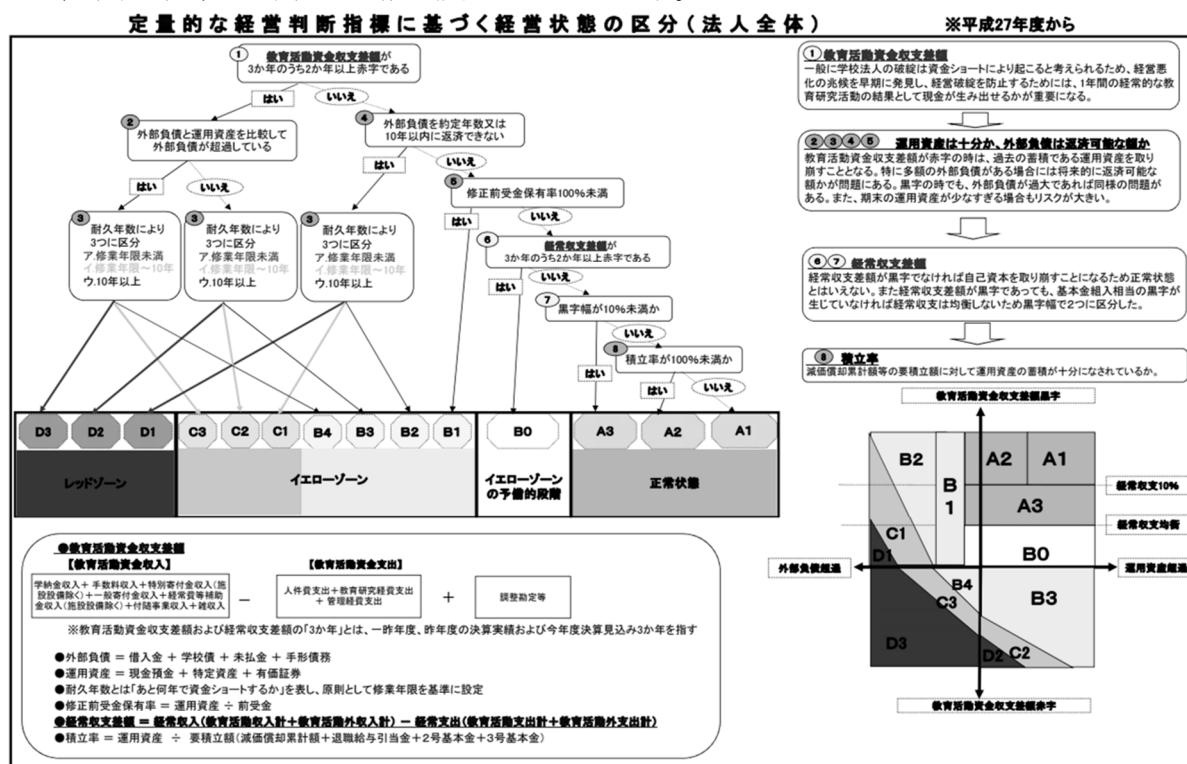 定量的な経営判断指標に基づく経営状態の区分(法人全体)
※平成27年度から
① 教育活動資金収支差額が
3か年のうち2か年以上赤字である
はい
いいえ
② 外部負債と運用資産を比較して
外部負債が超過している
④ 外部負債を約定年数又は
10年以内に返済できない
はい
いいえ
はい
いいえ
⑤ 修正前受金保有率100%未満
はい
いいえ
③ 耐久年数により
3つに区分
ア.修業年限未満
イ.修業年限~10年
ウ.10年以上
③ 耐久年数により
3つに区分
ア.修業年限未満
イ.修業年限~10年
ウ.10年以上
③ 耐久年数により
3つに区分
ア.修業年限未満
イ.修業年限~10年
ウ.10年以上
⑥ 経常収支差額が
3か年のうち2か年以上赤字である
はい
いいえ
⑦ 黒字幅が10%未満か
はい
いいえ
⑧ 積立率が100%未満か
はい
いいえ
D3 D2 D1 C3 C2 C1 B4 B3 B2 B1 B0 A3 A2 A1
レッドゾーン
イエローゾーン
イエローゾーン
の予備的段階
正常状態
●教育活動資金収支差額
【教育活動資金収入】
【教育活動資金支出】
学納金収入+手数料収入+特別寄付金収入(施
設設備除く)+一般寄付金収入+経常費等補助
金収入(施設設備除く)+付随事業収入+雑収入
－
人件費支出+教育研究経費支出
+管理経費支出
+
調整勘定等
※教育活動資金収支差額および経常収支差額の「3か年」とは、一昨年度、昨年度の決算実績および今年度決算見込み3か年を指す
●外部負債 = 借入金 + 学校債 + 未払金 + 手形債務
●運用資産 = 現金預金 + 特定資産 + 有価証券
●耐久年数とは「あと何年で資金ショートするか」を表し、原則として修業年限を基準に設定
●修正前受金保有率 = 運用資産 ÷ 前受金
●経常収支差額 = 経常収入(教育活動収入計+教育活動外収入計) － 経常支出(教育活動支出計+教育活動外支出計)
●積立率 = 運用資産 ÷ 要積立額(減価償却累計額+退職給与引当金+2号基本金+3号基本金)
① 教育活動資金収支差額
一般に学校法人の破綻は資金ショートにより起こると考えられるため、経営悪
化の兆候を早期に発見し、経営破綻を防止するためには、1年間の経常的な教
育研究活動の結果として現金が生み出せるかが重要になる。
②③④⑤ 運用資産は十分か、外部負債は返済可能な額か
教育活動資金収支差額が赤字の時は、過去の蓄積である運用資産を取り
崩すこととなる。特に多額の外部負債がある場合には将来的に返済可能な
額かが問題にある。黒字の時でも、外部負債が過大であれば同様の問題が
ある。また、期末の運用資産が少なすぎる場合もリスクが大きい。
⑥⑦ 経常収支差額
経常収支差額が黒字でなければ自己資本を取り崩すことになるため正常状態
とはいえない。また経常収支差額が黒字であっても、基本金組入相当の黒字が
生じていなければ経常収支は均衡しないため黒字幅で2つに区分した。
⑧ 積立率
減価償却累計額等の要積立額に対して運用資産の蓄積が十分になされているか。
教育活動資金収支差額黒字
B2
B
1
A2
A1
経常収支10%
A3
経常収支均衡
C1
D1
B0
外部負債超過
運用資産超過
B4
C3
B3
D3
D2
C2
教育活動資金収支差額赤字